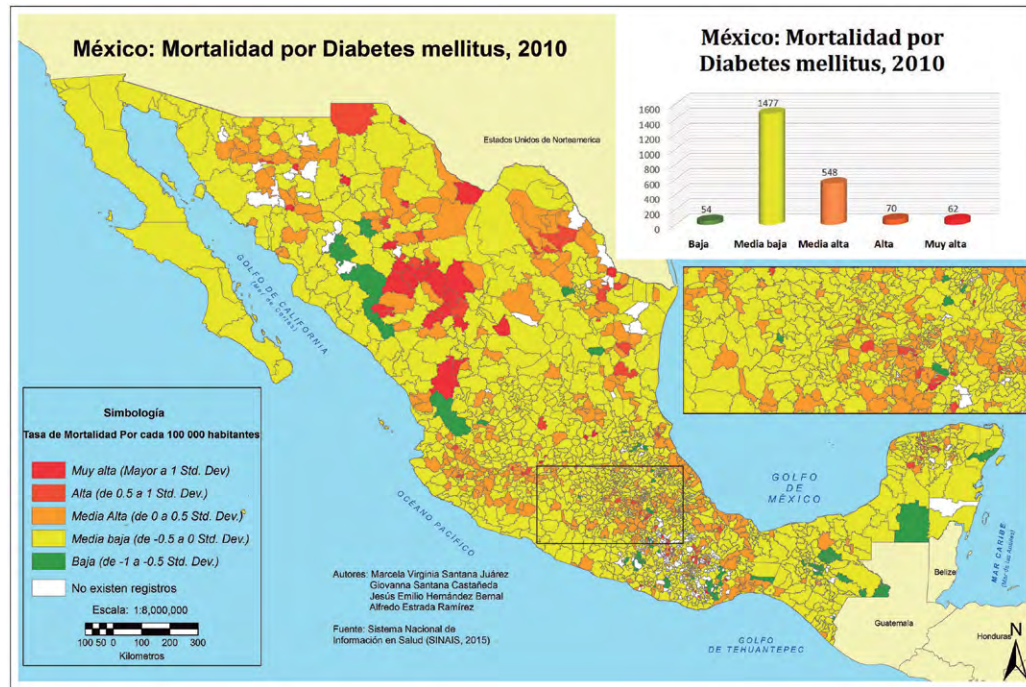 México: Mortalidad por Diabetes mellitus, 2010
México: Mortalidad por
Diabetes mellitus, 2010
1600
1400
1200
1000
800
600
400
200
0
54
1477
548
70
62
Baja
Media baja
Media alta
Alta
Muy alta
Estados Unidos de Norteamerica
GOLFO DE CALIFORNIA
(Mar de Cortés)
Simbología
Tasa de Mortalidad Por cada 100 000 habitantes
Muy alta (Mayor a 1 Std. Dev)
Alta (de 0.5 a 1 Std. Dev.)
Media Alta (de 0 a 0.5 Std. Dev.)
Media baja (de -0.5 a 0 Std. Dev.)
Baja (de -1 a -0.5 Std. Dev.)
No existen registros
Escala: 1:8,000,000
100 50 0 100 200 300
Kilometros
OCÉANO PACÍFICO
GOLFO
DE
MÉXICO
MAR CARIBE
Belize
Guatemala
Honduras
N
Autores: Marcela Virginia Santana Juárez
Giovanna Santana Castañeda
Jesús Emilio Hernández Bernal
Alfredo Estrada Ramírez
Fuente: Sistema Nacional de
Información en Salud (SINAIS, 2015)
GOLFO
DE TEHUANTEPEC